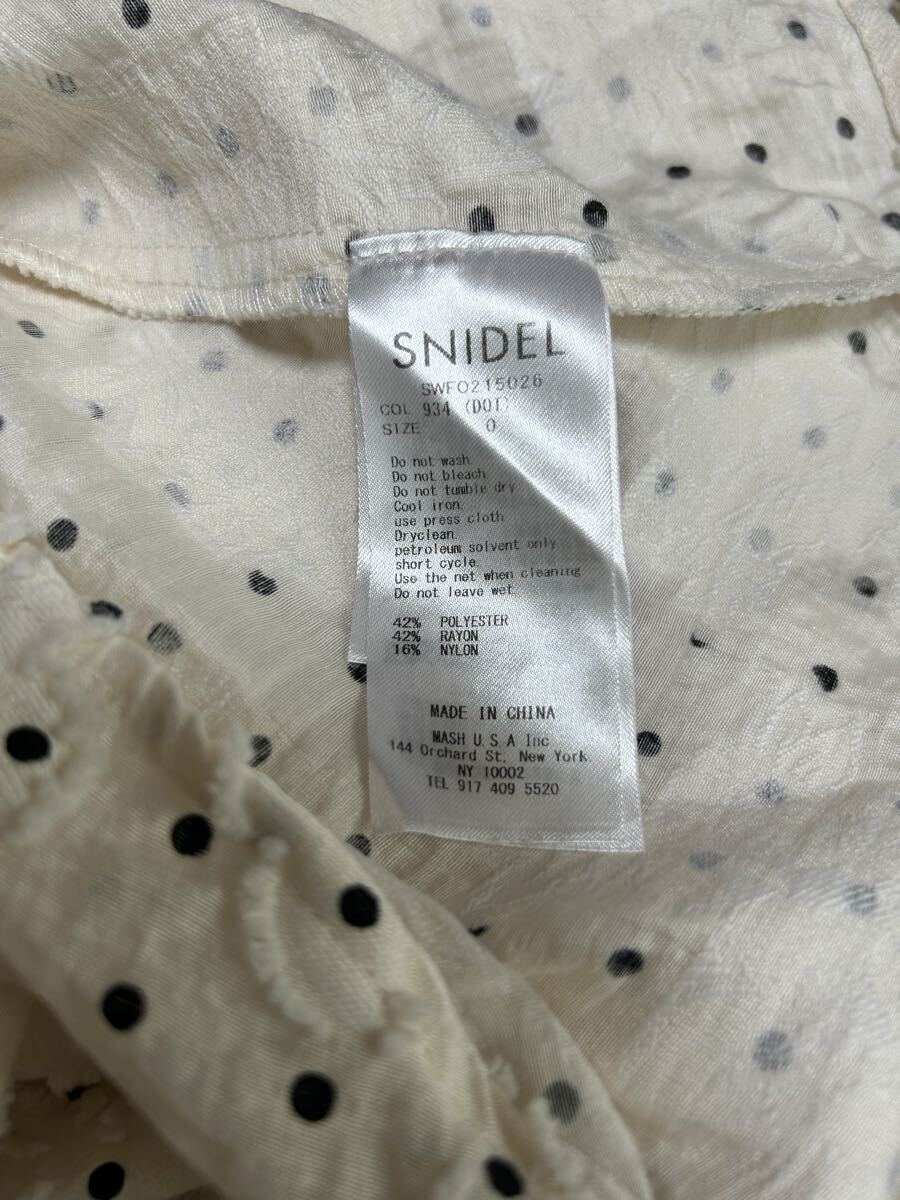 SNIDEL
SWFO215026
COL 934 (DOT)
SIZE 0
Do not wash.
Do not bleach.
Do not tumble dry
Cool iron.
use press cloth
Dryclean.
petroleum solvent only.
short cycle.
Use the net when cleaning
Do not leave wet.
42% POLYESTER
42% RAYON
16% NYLON
MADE IN CHINA
MASH U.S.A Inc
144 Orchard St. New York.
NY 10002
TEL 917 409 5520